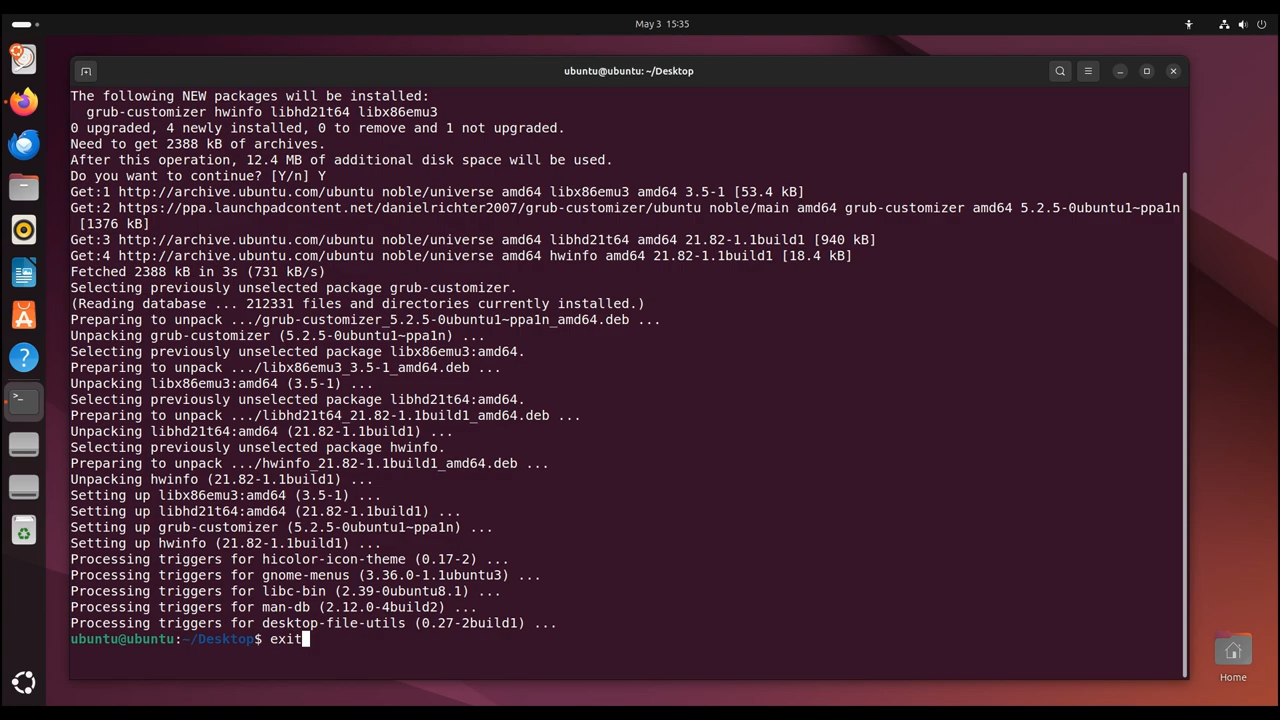 May 3 15:35
ubuntu@ubuntu: ~/Desktop
The following NEW packages will be installed:
  grub-customizer hwinfo libhd21t64 libx86emu3
0 upgraded, 4 newly installed, 0 to remove and 1 not upgraded.
Need to get 2388 kB of archives.
After this operation, 12.4 MB of additional disk space will be used.
Do you want to continue? [Y/n] Y
Get:1 http://archive.ubuntu.com/ubuntu noble/universe amd64 libx86emu3 amd64 3.5-1 [53.4 kB]
Get:2 https://ppa.launchpadcontent.net/danielrichter2007/grub-customizer/ubuntu noble/main amd64 grub-customizer amd64 5.2.5-0ubuntu1~ppa1n
 [1376 kB]
Get:3 http://archive.ubuntu.com/ubuntu noble/universe amd64 libhd21t64 amd64 21.82-1.1build1 [940 kB]
Get:4 http://archive.ubuntu.com/ubuntu noble/universe amd64 hwinfo amd64 21.82-1.1build1 [18.4 kB]
Fetched 2388 kB in 3s (731 kB/s)
Selecting previously unselected package grub-customizer.
(Reading database ... 212331 files and directories currently installed.)
Preparing to unpack .../grub-customizer_5.2.5-0ubuntu1~ppa1n_amd64.deb ...
Unpacking grub-customizer (5.2.5-0ubuntu1~ppa1n) ...
Selecting previously unselected package libx86emu3:amd64.
Preparing to unpack .../libx86emu3_3.5-1_amd64.deb ...
Unpacking libx86emu3:amd64 (3.5-1) ...
Selecting previously unselected package libhd21t64:amd64.
Preparing to unpack .../libhd21t64_21.82-1.1build1_amd64.deb ...
Unpacking libhd21t64:amd64 (21.82-1.1build1) ...
Selecting previously unselected package hwinfo.
Preparing to unpack .../hwinfo_21.82-1.1build1_amd64.deb ...
Unpacking hwinfo (21.82-1.1build1) ...
Setting up libx86emu3:amd64 (3.5-1) ...
Setting up libhd21t64:amd64 (21.82-1.1build1) ...
Setting up grub-customizer (5.2.5-0ubuntu1~ppa1n) ...
Setting up hwinfo (21.82-1.1build1) ...
Processing triggers for hicolor-icon-theme (0.17-2) ...
Processing triggers for gnome-menus (3.36.0-1.1ubuntu3) ...
Processing triggers for libc-bin (2.39-0ubuntu8.1) ...
Processing triggers for man-db (2.12.0-4build2) ...
Processing triggers for desktop-file-utils (0.27-2build1) ...
ubuntu@ubuntu:~/Desktop$ exit
Home